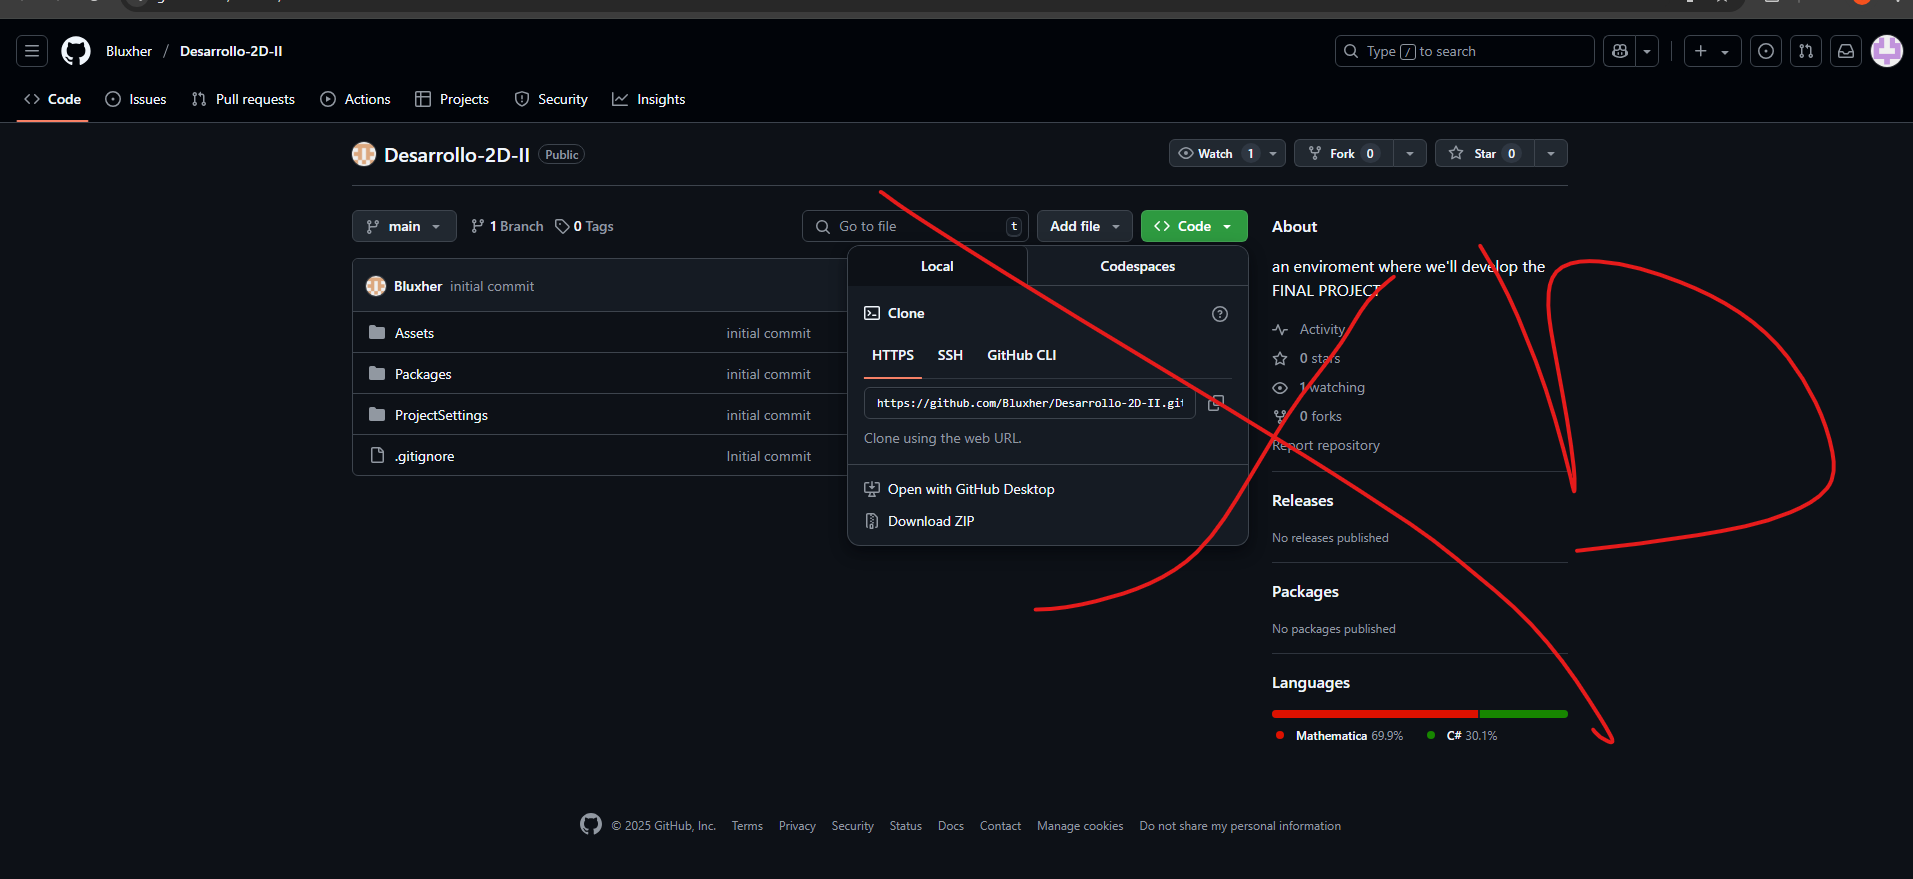 Bluxher / Desarrollo-2D-II
Type / to search
Code Issues Pull requests Actions Projects Security Insights
Desarrollo-2D-II Public
Watch 1 Fork 0 Star 0
main 1 Branch 0 Tags
Go to file t Add file Code
Bluxher initial commit
Assets initial commit
Packages initial commit
ProjectSettings initial commit
.gitignore Initial commit
Local Codespaces
Clone
HTTPS SSH GitHub CLI
https://github.com/Bluxher/Desarrollo-2D-II.git
Clone using the web URL.
Open with GitHub Desktop
Download ZIP
About
an enviroment where we'll develop the
FINAL PROJECT
Activity
0 stars
1 watching
0 forks
Report repository
Releases
No releases published
Packages
No packages published
Languages
Mathematica 69.9% C# 30.1%
© 2025 GitHub, Inc. Terms Privacy Security Status Docs Contact Manage cookies Do not share my personal information